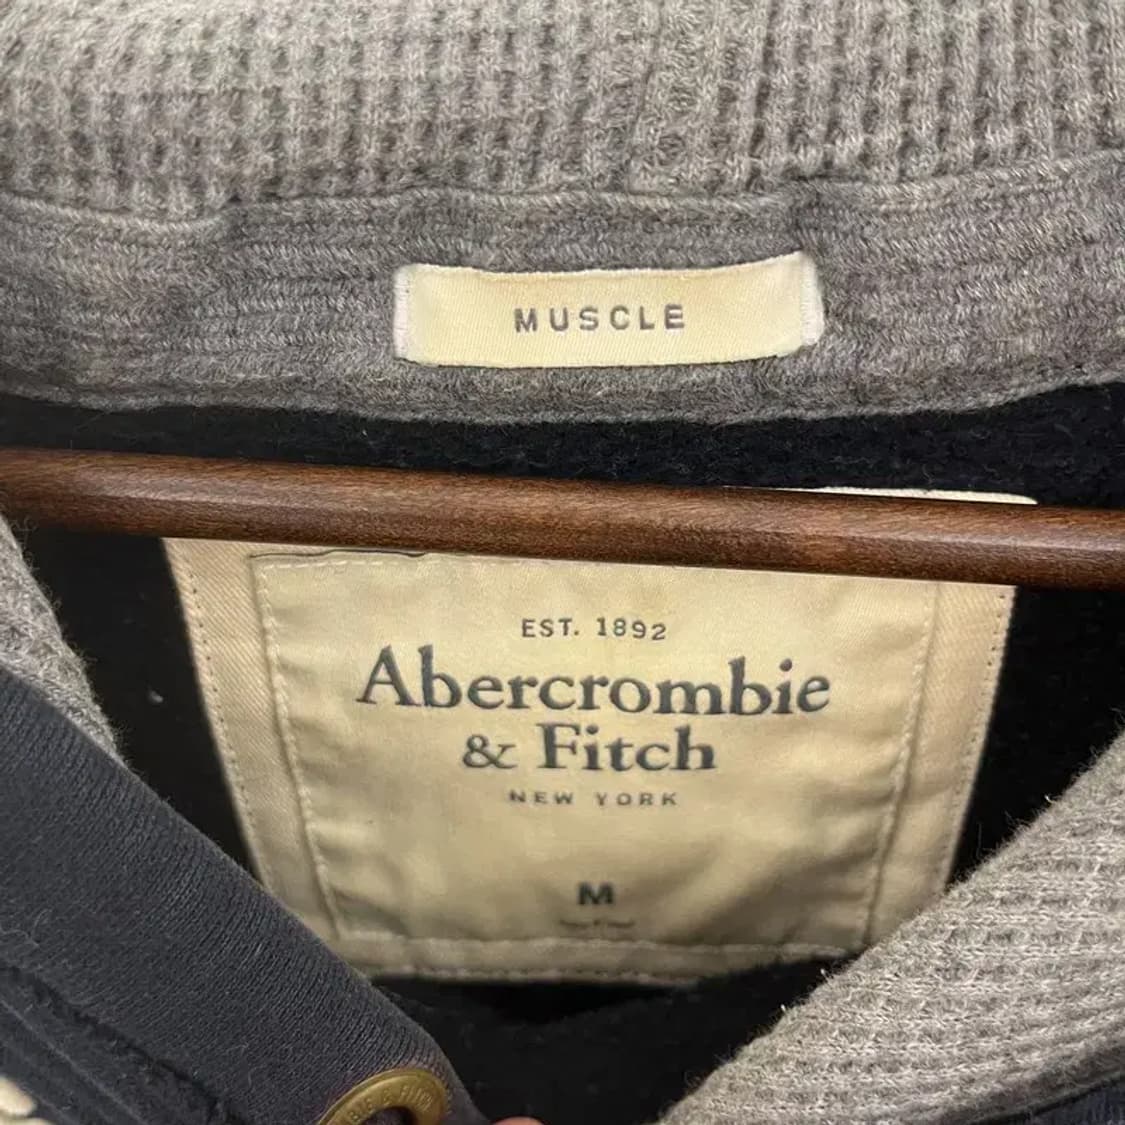 MUSCLE
EST. 1892
Abercrombie
& Fitch
NEW YORK
M